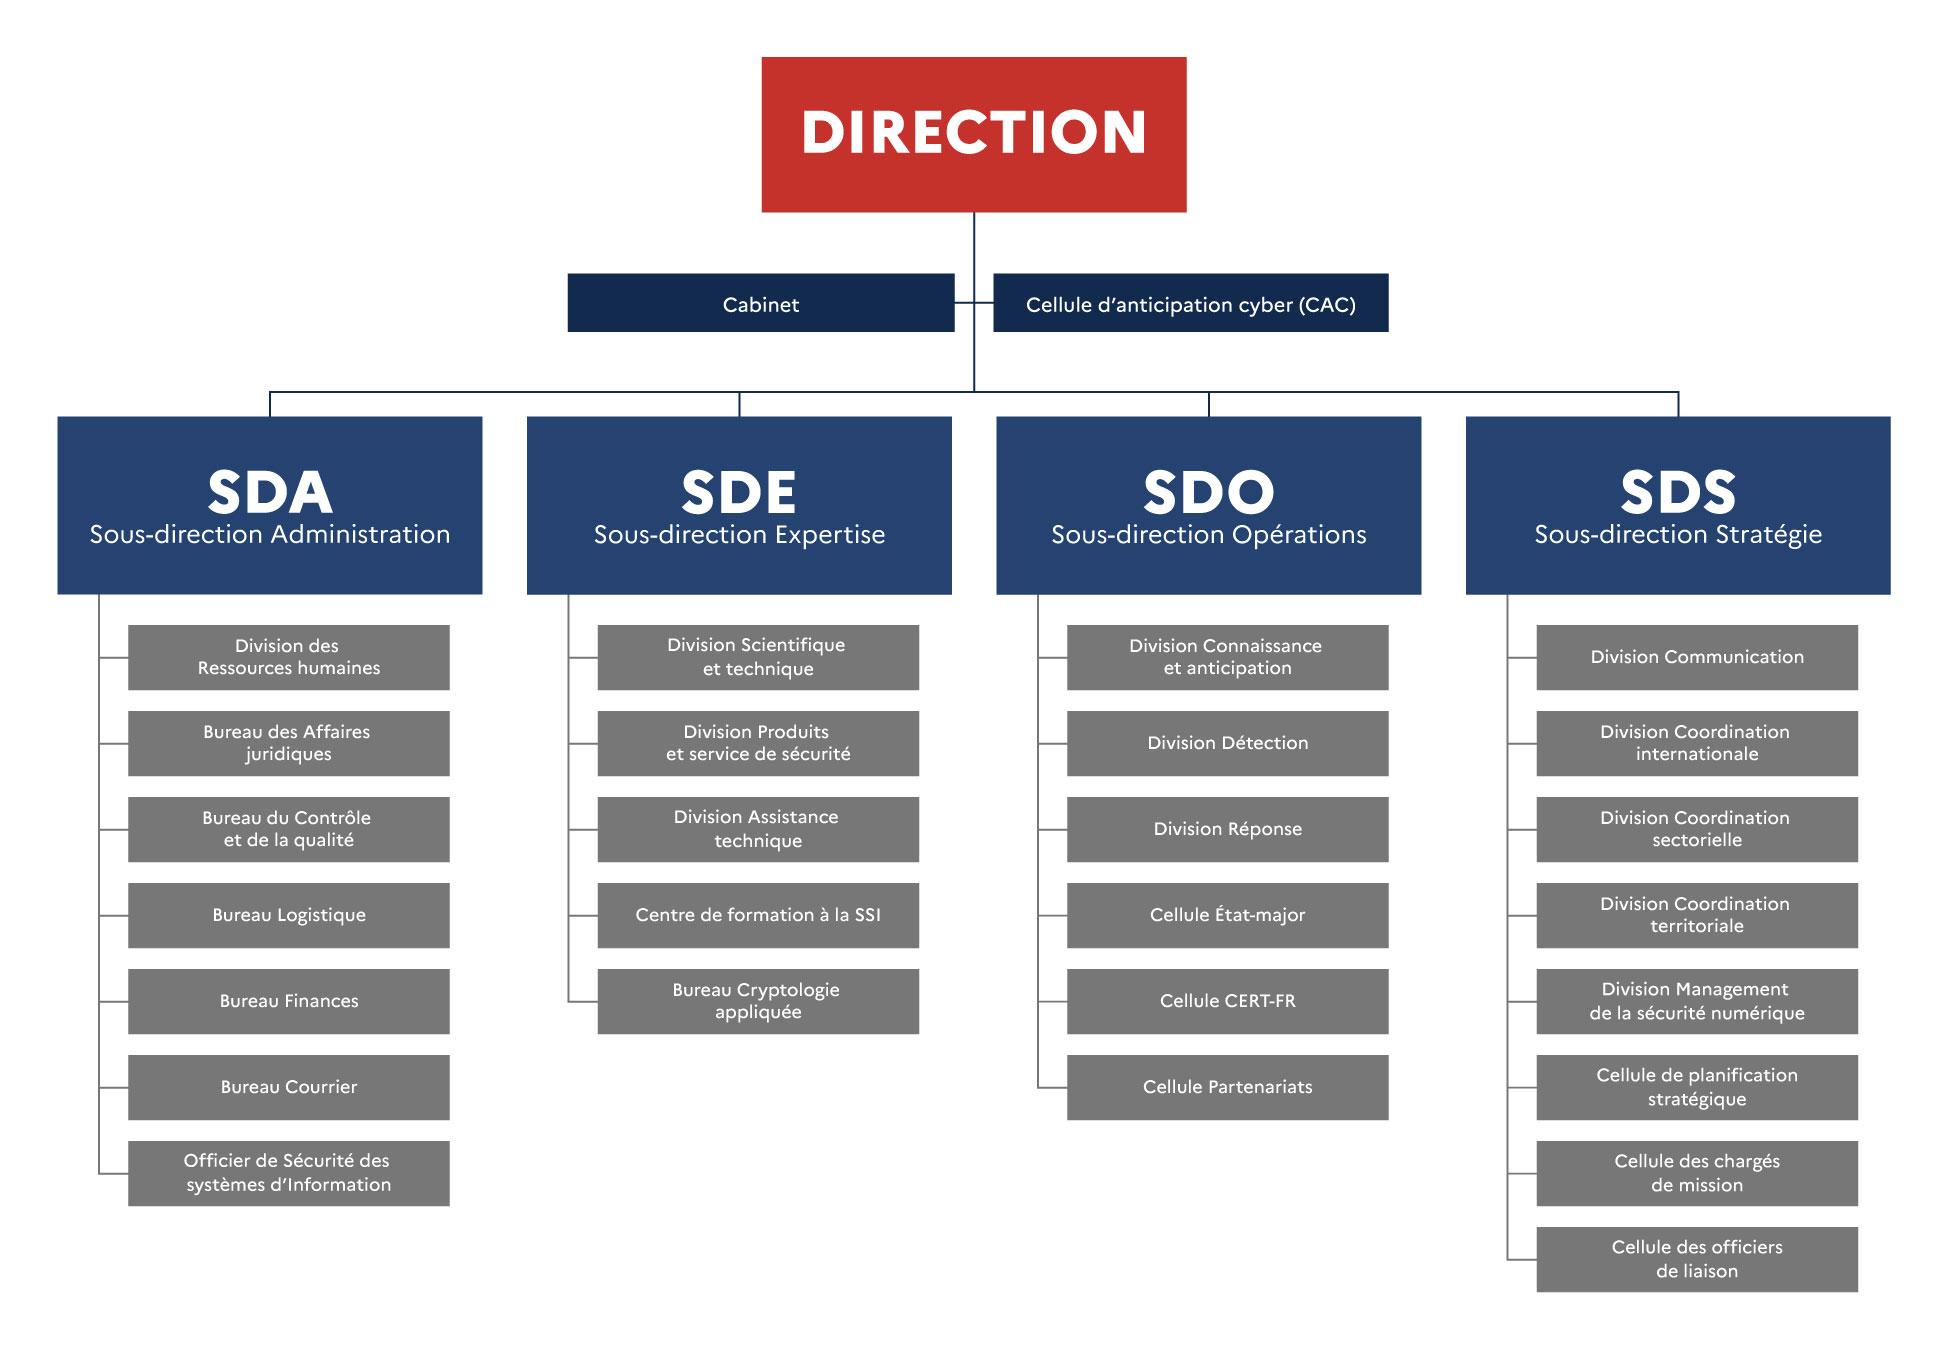 DIRECTION
Cabinet
Cellule d’anticipation cyber (CAC)
SDA
Sous-direction Administration
Division des
Ressources humaines
Bureau des Affaires
juridiques
Bureau du Contrôle
et de la qualité
Bureau Logistique
Bureau Finances
Bureau Courrier
Officier de Sécurité des
systèmes d’Information
SDE
Sous-direction Expertise
Division Scientifique
et technique
Division Produits
et service de sécurité
Division Assistance
technique
Centre de formation à la SSI
Bureau Cryptologie
appliquée
SDO
Sous-direction Opérations
Division Connaissance
et anticipation
Division Détection
Division Réponse
Cellule État-major
Cellule CERT-FR
Cellule Partenariats
SDS
Sous-direction Stratégie
Division Communication
Division Coordination
internationale
Division Coordination
sectorielle
Division Coordination
territoriale
Division Management
de la sécurité numérique
Cellule de planification
stratégique
Cellule des chargés
de mission
Cellule des officiers
de liaison